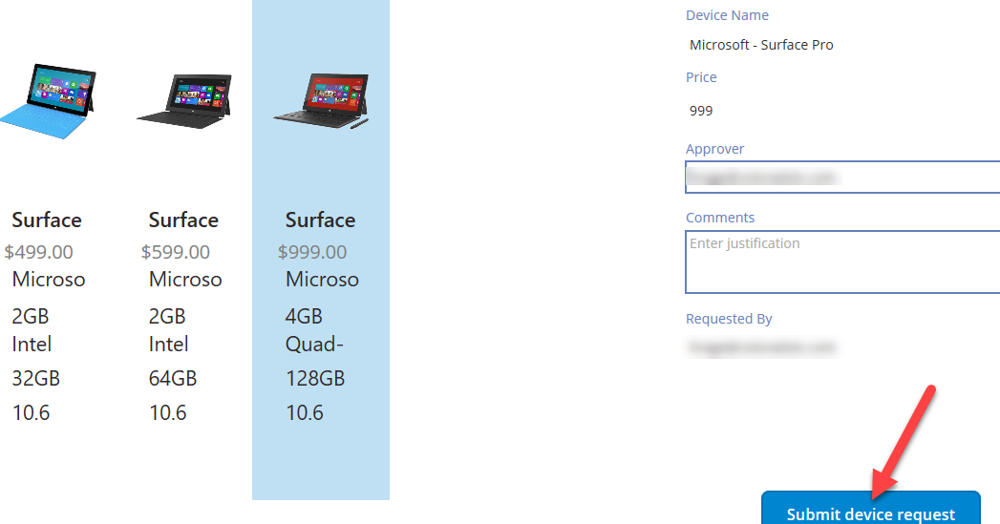 Surface
$499.00
Microso
2GB
Intel
32GB
10.6
Surface
$599.00
Microso
2GB
Intel
64GB
10.6
Surface
$999.00
Microso
4GB
Quad-
128GB
10.6
Device Name
Microsoft - Surface Pro
Price
999
Approver
Comments
Enter justification
Requested By
Submit device request